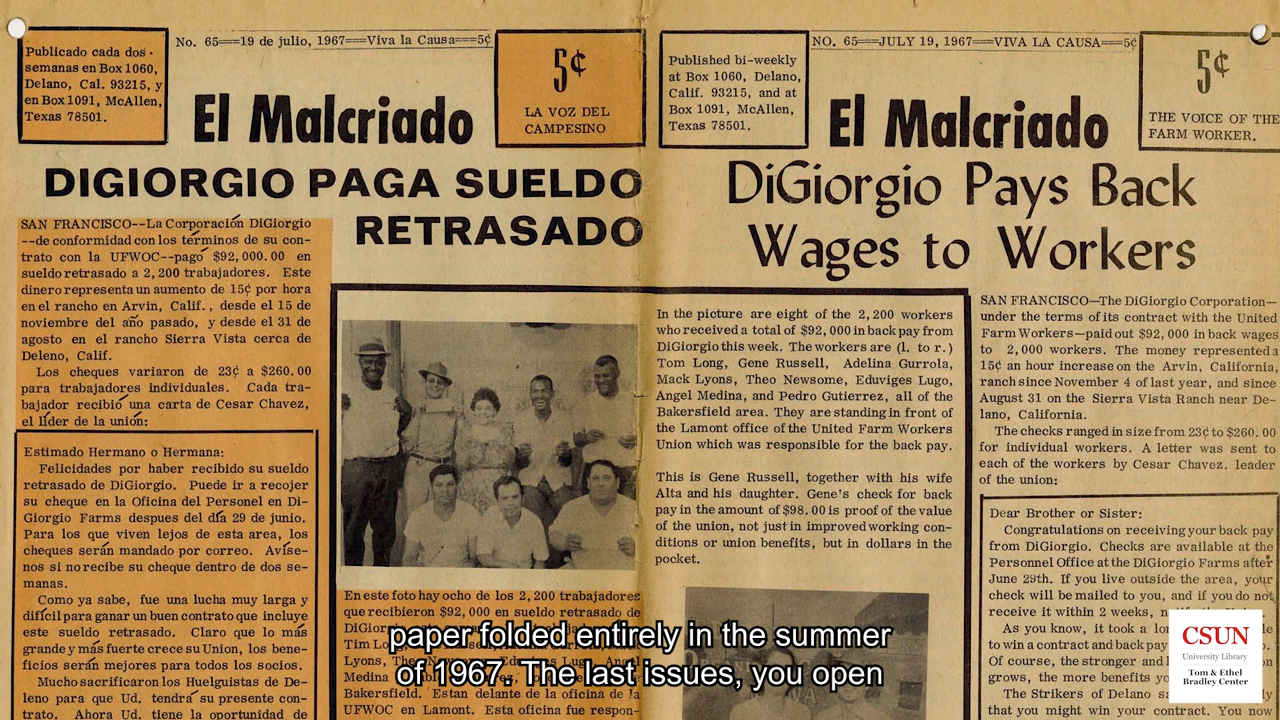 Publicado cada dos
semanas en Box 1060,
Delano, Cal. 93215, y
en Box 1091, McAllen,
Texas 78501.
No. 65==19 de julio, 1967==Viva la Causa==5¢
5¢
LA VOZ DEL
CAMPESINO
El Malcriado
DIGIORGIO PAGA SUELDO
RETRASADO
SAN FRANCISCO--La Corporación DiGiorgio
--de conformidad con los términos de su con-
trato con la UFWOC--pagó $92,000.00 en
sueldo retrasado a 2,200 trabajadores. Este
dinero representa un aumento de 15¢ por hora
en el rancho en Arvin, Calif., desde el 15 de
noviembre del año pasado, y desde el 31 de
agosto en el rancho Sierra Vista cerca de
Deleno, Calif.
Los cheques variaron de 23¢ a $260.00
para trabajadores individuales. Cada tra-
bajador recibió una carta de Cesar Chavez,
el líder de la unión:
Estimado Hermano o Hermana:
Felicidades por haber recibido su sueldo
retrasado de DiGiorgio. Puede ir a recojer
su cheque en la Oficina del Personel en Di-
Giorgio Farms despues del día 29 de junio.
Para los que viven lejos de esta area, los
cheques serán mandado por correo. Avíse-
nos si no recibe su cheque dentro de dos se-
manas.
Como ya sabe, fue una lucha muy larga y
difícil para ganar un buen contrato que incluye
este sueldo retrasado. Claro que lo más
grande y más fuerte crece su Union, los bene-
ficios serán mejores para todos los socios.
Mucho sacrificaron los Huelguistas de De-
leno para que Ud. tendrá su presente con-
trato. Ahora Ud. tiene la oportunidad de
En este foto hay ocho de los 2,200 trabajadores
que recibieron $92,000 en sueldo retrasado de
Lyons,
Medina
Bakersfield. Estan delante de la oficina de la
UFWOC en Lamont. Esta oficina fue respon-
Published bi-weekly
at Box 1060, Delano,
Calif. 93215, and at
Box 1091, McAllen,
Texas 78501.
NO. 65==JULY 19, 1967==VIVA LA CAUSA==5¢
5¢
THE VOICE OF THE
FARM WORKER.
El Malcriado
DiGiorgio Pays Back
Wages to Workers
In the picture are eight of the 2,200 workers
who received a total of $92,000 in back pay from
DiGiorgio this week. The workers are (l. to r.)
Tom Long, Gene Russell, Adelina Gurrola,
Mack Lyons, Theo Newsome, Eduviges Lugo,
Angel Medina, and Pedro Gutierrez, all of the
Bakersfield area. They are standing in front of
the Lamont office of the United Farm Workers
Union which was responsible for the back pay.
This is Gene Russell, together with his wife
Alta and his daughter. Gene's check for back
pay in the amount of $98.00 is proof of the value
of the union, not just in improved working con-
ditions or union benefits, but in dollars in the
pocket.
SAN FRANCISCO—The DiGiorgio Corporation—
under the terms of its contract with the United
Farm Workers—paid out $92,000 in back wages
to 2,000 workers. The money represented a
15¢ an hour increase on the Arvin, California,
ranch since November 4 of last year, and since
August 31 on the Sierra Vista Ranch near De-
lano, California.
The checks ranged in size from 23¢ to $260.00
for individual workers. A letter was sent to
each of the workers by Cesar Chavez. leader
of the union:
Dear Brother or Sister:
Congratulations on receiving your back pay
from DiGiorgio. Checks are available at the
Personnel Office at the DiGiorgio Farms after
June 29th. If you live outside the area, your
check will be mailed to you, and if you do not
receive it within 2 weeks,
As you know, it took a
to win a contract and back pay
Of course, the stronger and
grows, the more benefits
The Strikers of Delano
that you might win your contract. You now
paper folded entirely in the summer
of 1967. The last issues, you open
CSUN
University Library
Tom & Ethel
Bradley Center